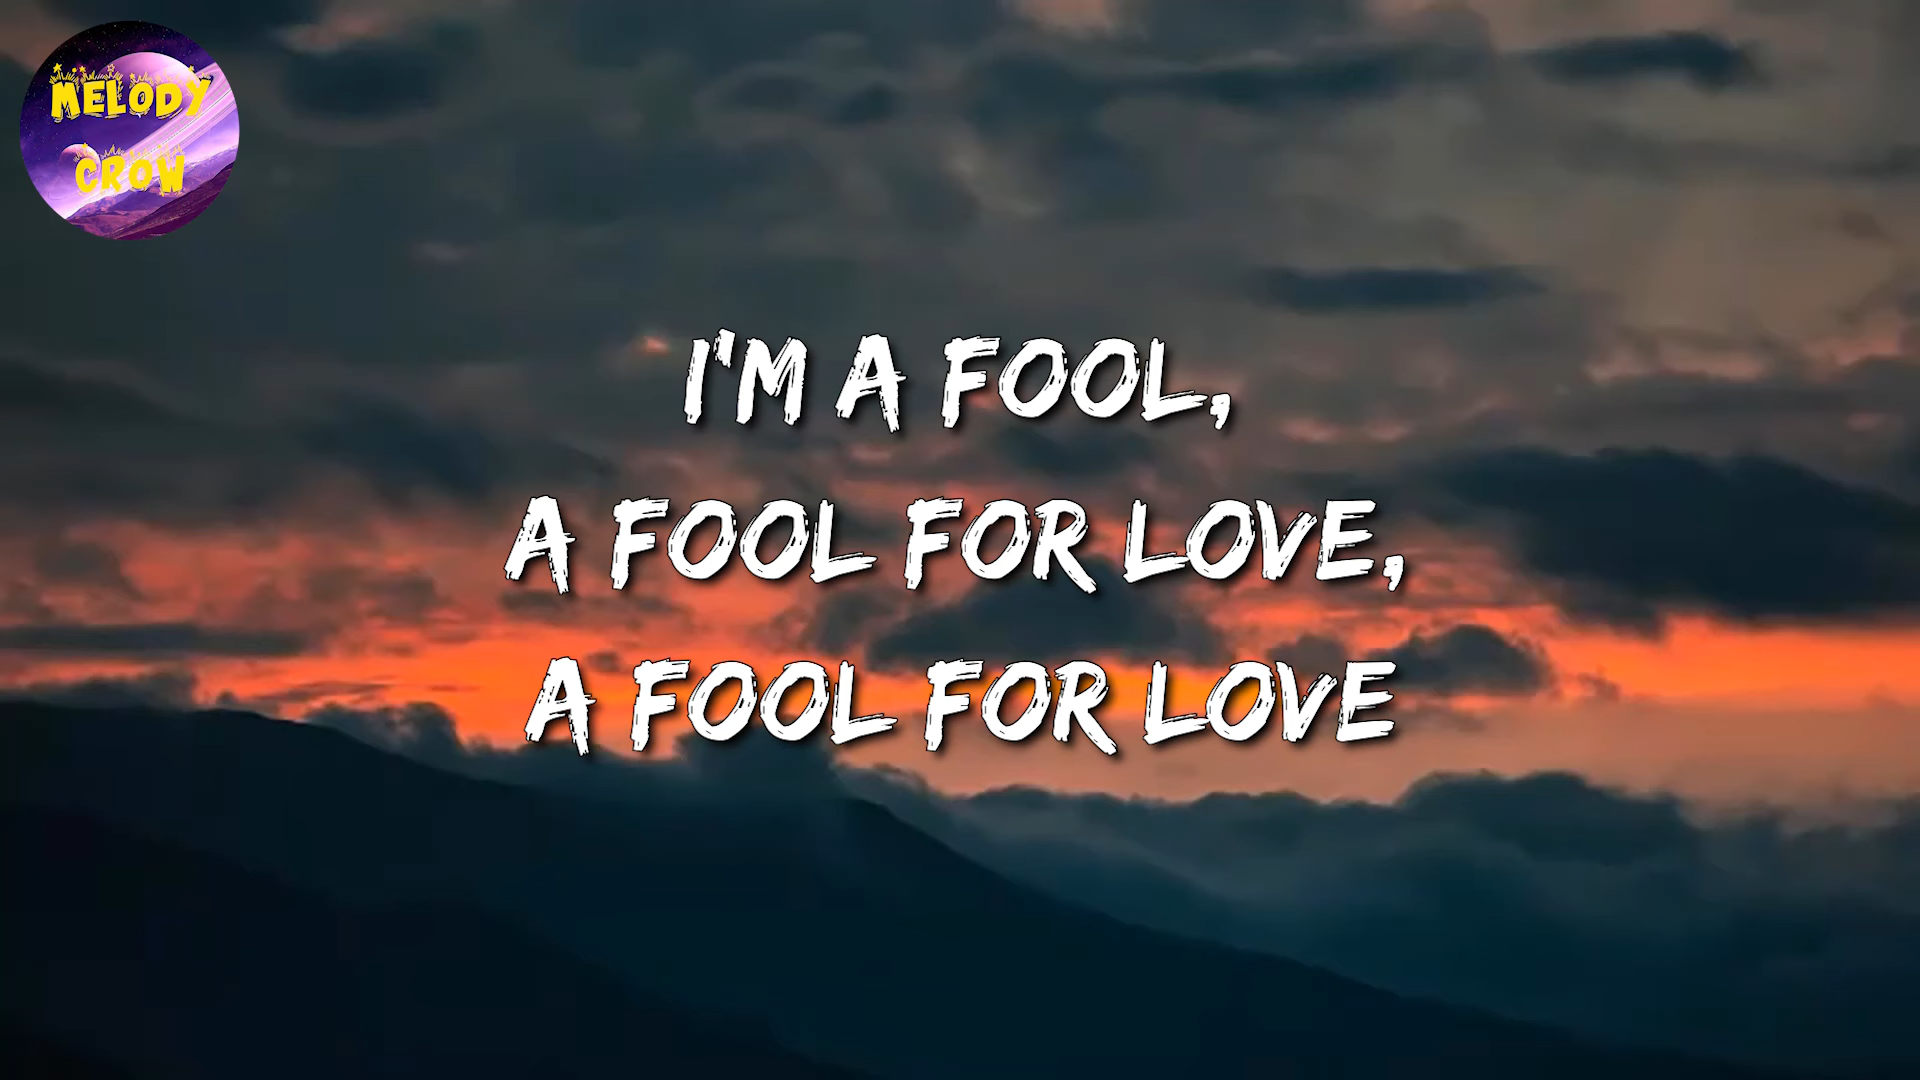 MELODY
CROW
I'M A FOOL,
A FOOL FOR LOVE,
A FOOL FOR LOVE